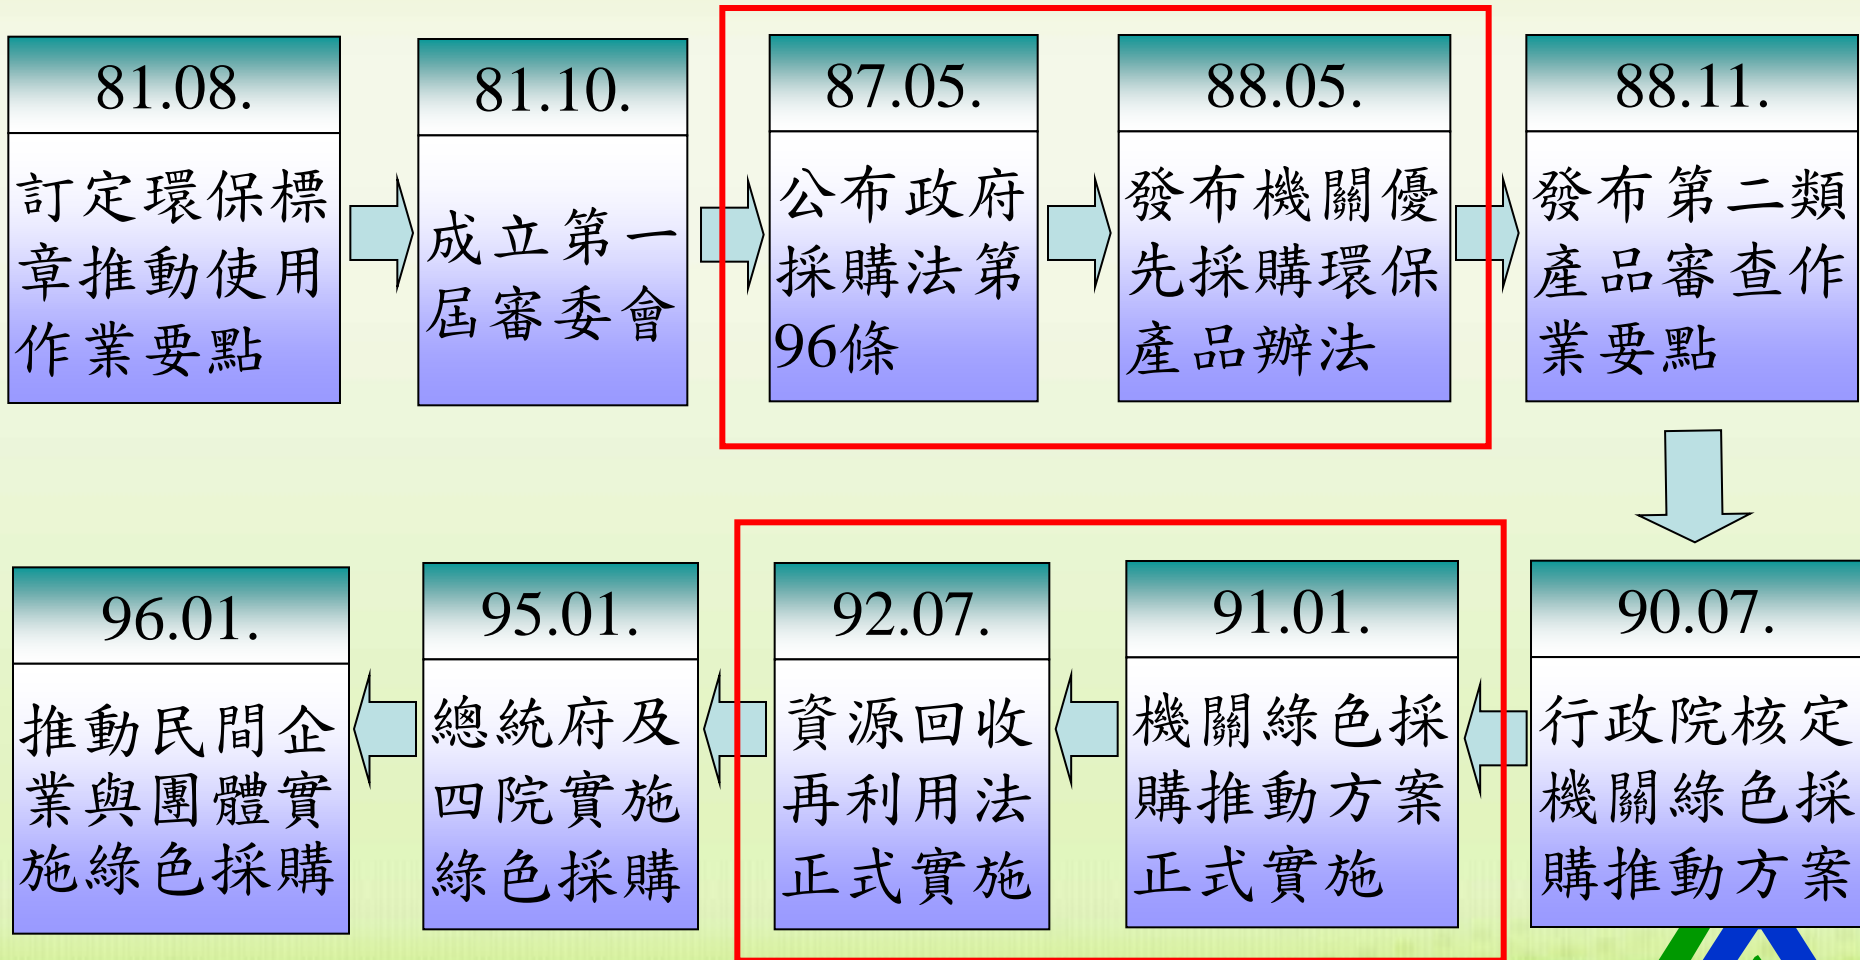 81.08.
訂定環保標
章推動使用
作業要點
81.10.
成立第一
屆審委會
87.05.
公布政府
採購法第
96條
88.05.
發布機關優
先採購環保
產品辦法
88.11.
發布第二類
產品審查作
業要點
90.07.
行政院核定
機關綠色採
購推動方案
91.01.
機關綠色採
購推動方案
正式實施
92.07.
資源回收
再利用法
正式實施
95.01.
總統府及
四院實施
綠色採購
96.01.
推動民間企
業與團體實
施綠色採購